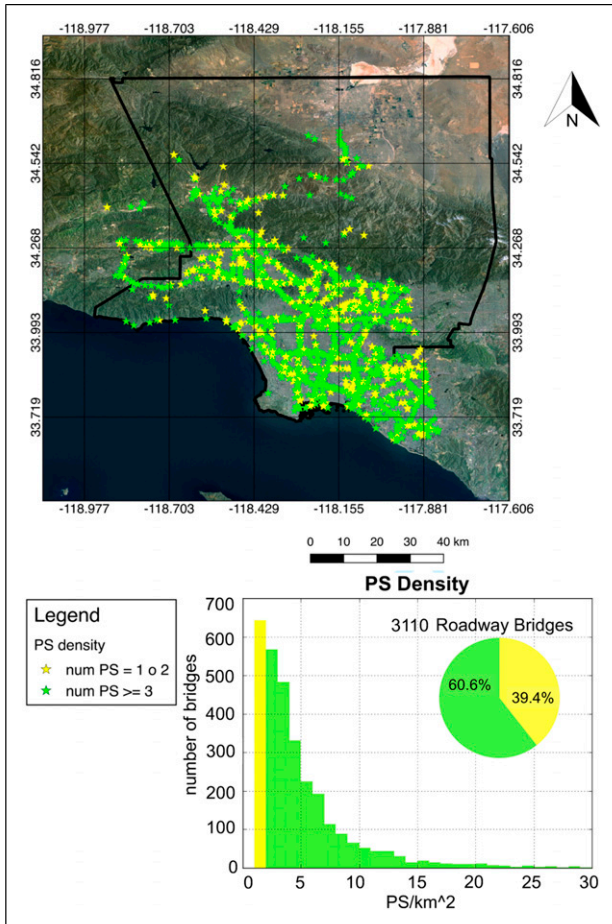 -118.977 -118.703 -118.429 -118.155 -117.881 -117.606
34.816 34.816
34.542 34.542
34.268 34.268
33.993 33.993
33.719 33.719
N
-118.977 -118.703 -118.429 -118.155 -117.881 -117.606
0 10 20 30 40 km
Legend
PS density
num PS = 1 o 2
num PS >= 3
PS Density
3110 Roadway Bridges
60.6%
39.4%
number of bridges
700
600
500
400
300
200
100
0
0 5 10 15 20 25 30
PS/km^2